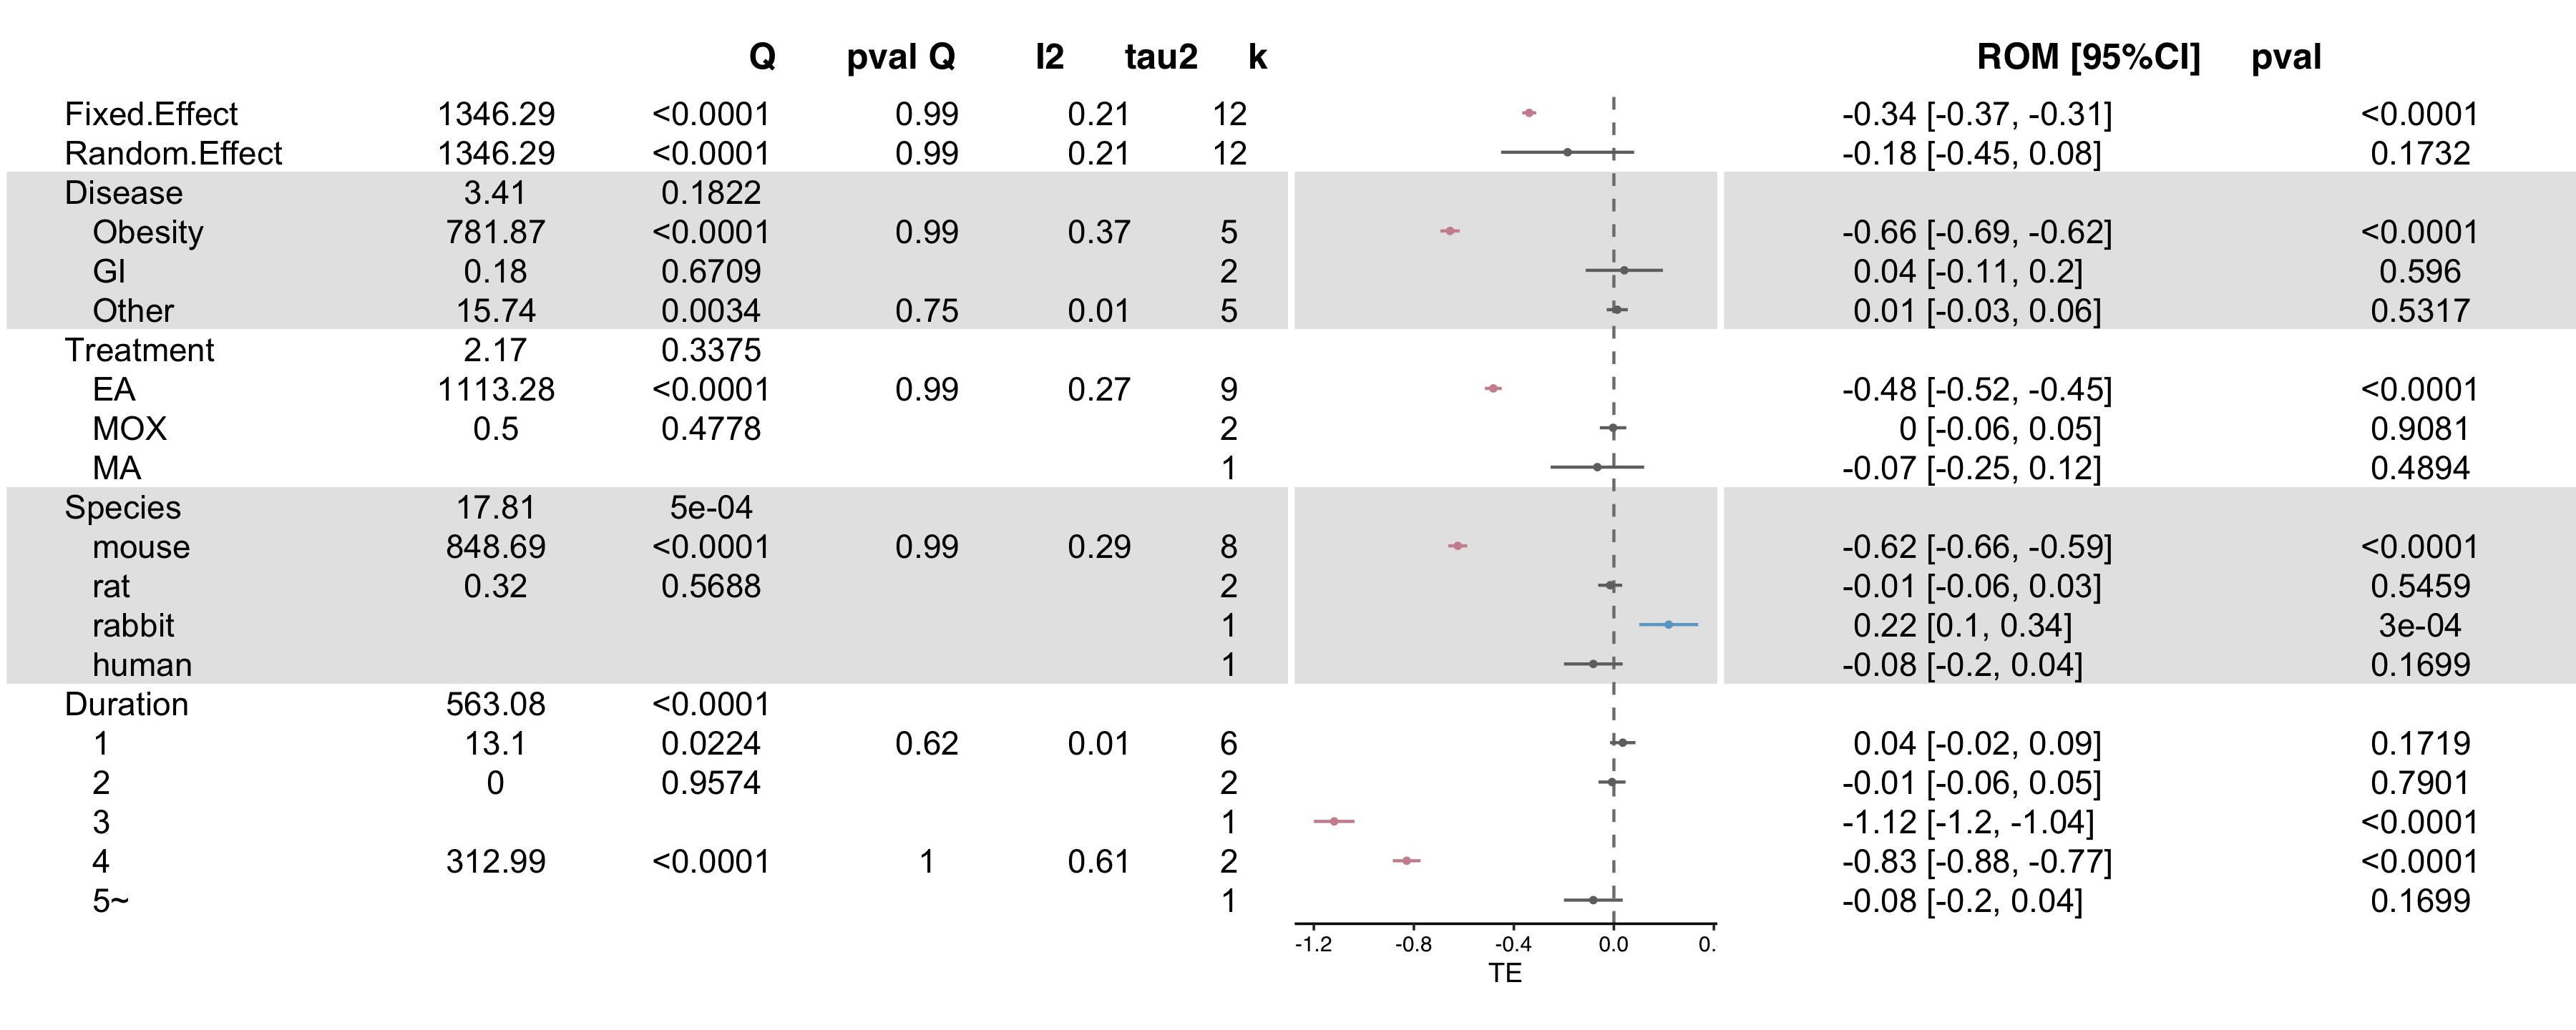 Q pval Q I2 tau2 k ROM [95%CI] pval
Fixed.Effect 1346.29 <0.0001 0.99 0.21 12 -0.34 [-0.37, -0.31] <0.0001
Random.Effect 1346.29 <0.0001 0.99 0.21 12 -0.18 [-0.45, 0.08] 0.1732
Disease 3.41 0.1822
Obesity 781.87 <0.0001 0.99 0.37 5 -0.66 [-0.69, -0.62] <0.0001
GI 0.18 0.6709 2 0.04 [-0.11, 0.2] 0.596
Other 15.74 0.0034 0.75 0.01 5 0.01 [-0.03, 0.06] 0.5317
Treatment 2.17 0.3375
EA 1113.28 <0.0001 0.99 0.27 9 -0.48 [-0.52, -0.45] <0.0001
MOX 0.5 0.4778 2 0 [-0.06, 0.05] 0.9081
MA 1 -0.07 [-0.25, 0.12] 0.4894
Species 17.81 5e-04
mouse 848.69 <0.0001 0.99 0.29 8 -0.62 [-0.66, -0.59] <0.0001
rat 0.32 0.5688 2 -0.01 [-0.06, 0.03] 0.5459
rabbit 1 0.22 [0.1, 0.34] 3e-04
human 1 -0.08 [-0.2, 0.04] 0.1699
Duration 563.08 <0.0001
1 13.1 0.0224 0.62 0.01 6 0.04 [-0.02, 0.09] 0.1719
2 0 0.9574 2 -0.01 [-0.06, 0.05] 0.7901
3 1 -1.12 [-1.2, -1.04] <0.0001
4 312.99 <0.0001 1 0.61 2 -0.83 [-0.88, -0.77] <0.0001
5~ 1 -0.08 [-0.2, 0.04] 0.1699
-1.2 -0.8 -0.4 0.0 0.
TE